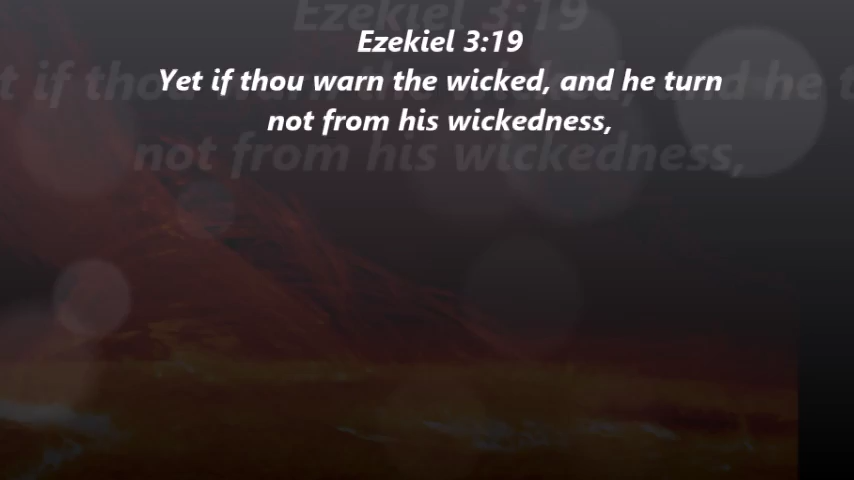 Ezekiel 3:19
Yet if thou warn the wicked, and he turn
not from his wickedness,